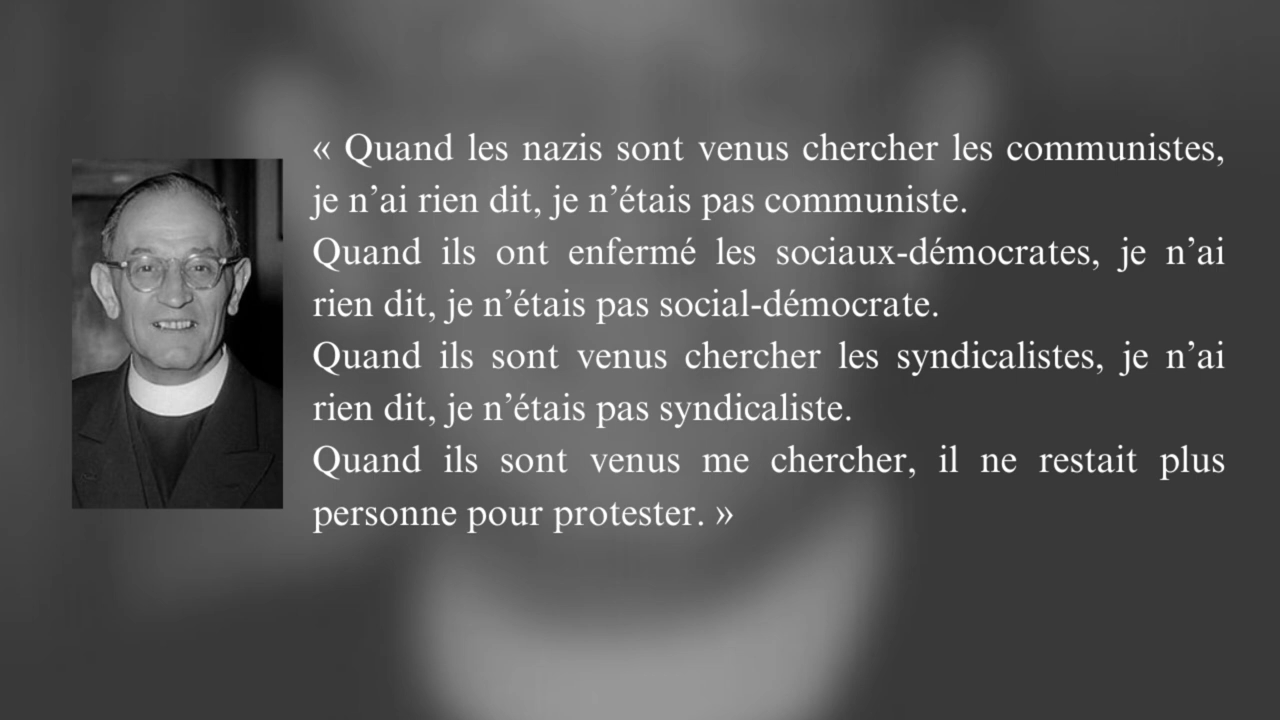 « Quand les nazis sont venus chercher les communistes,
je n’ai rien dit, je n’étais pas communiste.
Quand ils ont enfermé les sociaux-démocrates, je n’ai
rien dit, je n’étais pas social-démocrate.
Quand ils sont venus chercher les syndicalistes, je n’ai
rien dit, je n’étais pas syndicaliste.
Quand ils sont venus me chercher, il ne restait plus
personne pour protester. »